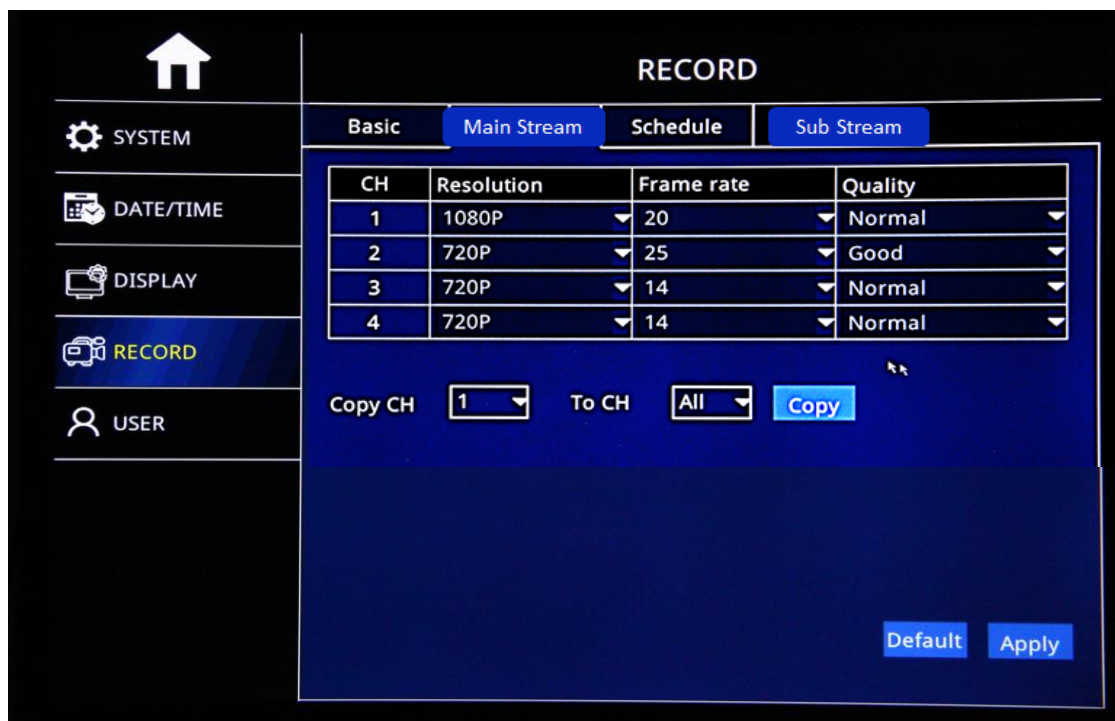 RECORD
SYSTEM
DATE/TIME
DISPLAY
RECORD
USER
Basic Main Stream Schedule Sub Stream
CH Resolution Frame rate Quality
1 1080P 20 Normal
2 720P 25 Good
3 720P 14 Normal
4 720P 14 Normal
Copy CH 1 To CH All Copy
Default Apply